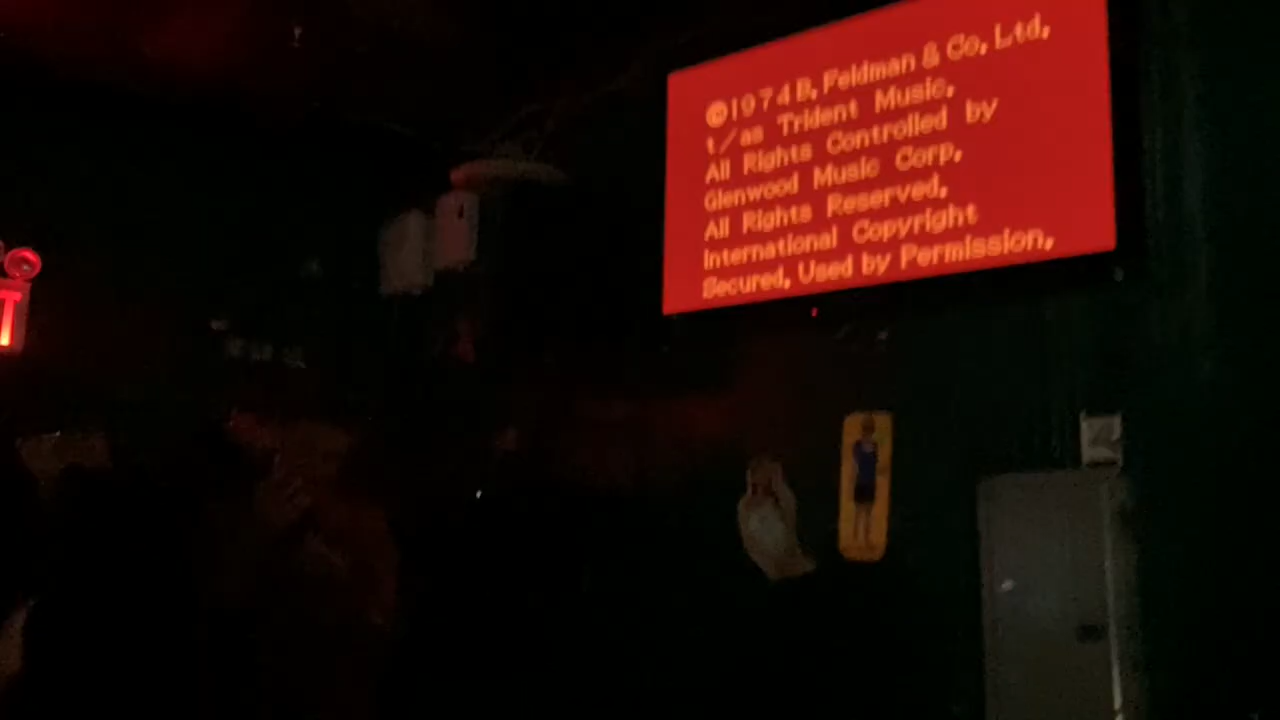 ©1974 B. Feldman & Co. Ltd.
t/as Trident Music.
All Rights Controlled by
Glenwood Music Corp.
All Rights Reserved.
International Copyright
Secured. Used by Permission.
T